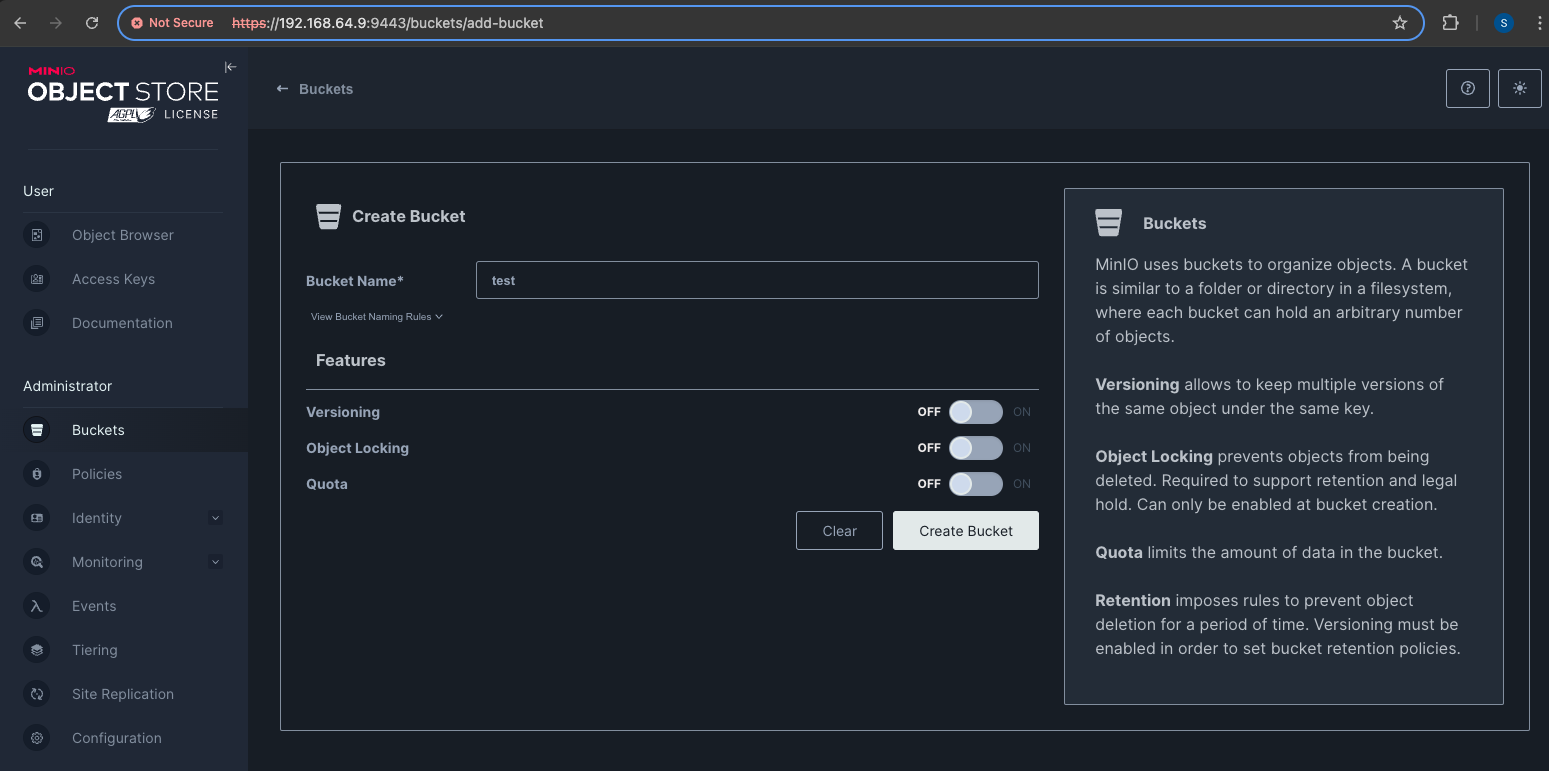 Not Secure https://192.168.64.9:9443/buckets/add-bucket
S
MINIO
OBJECT STORE
AGPL LICENSE
User
Object Browser
Access Keys
Documentation
Administrator
Buckets
Policies
Identity
Monitoring
Events
Tiering
Site Replication
Configuration
Buckets
Create Bucket
Bucket Name*
test
View Bucket Naming Rules
Features
Versioning OFF ON
Object Locking OFF ON
Quota OFF ON
Clear Create Bucket
Buckets
MinIO uses buckets to organize objects. A bucket
is similar to a folder or directory in a filesystem,
where each bucket can hold an arbitrary number
of objects.
Versioning allows to keep multiple versions of
the same object under the same key.
Object Locking prevents objects from being
deleted. Required to support retention and legal
hold. Can only be enabled at bucket creation.
Quota limits the amount of data in the bucket.
Retention imposes rules to prevent object
deletion for a period of time. Versioning must be
enabled in order to set bucket retention policies.